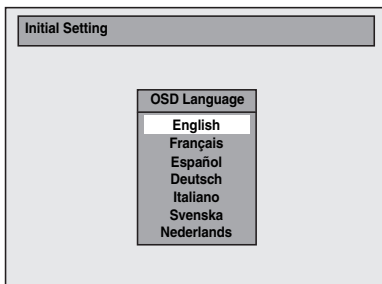 Initial Setting
OSD Language
English
Français
Español
Deutsch
Italiano
Svenska
Nederlands